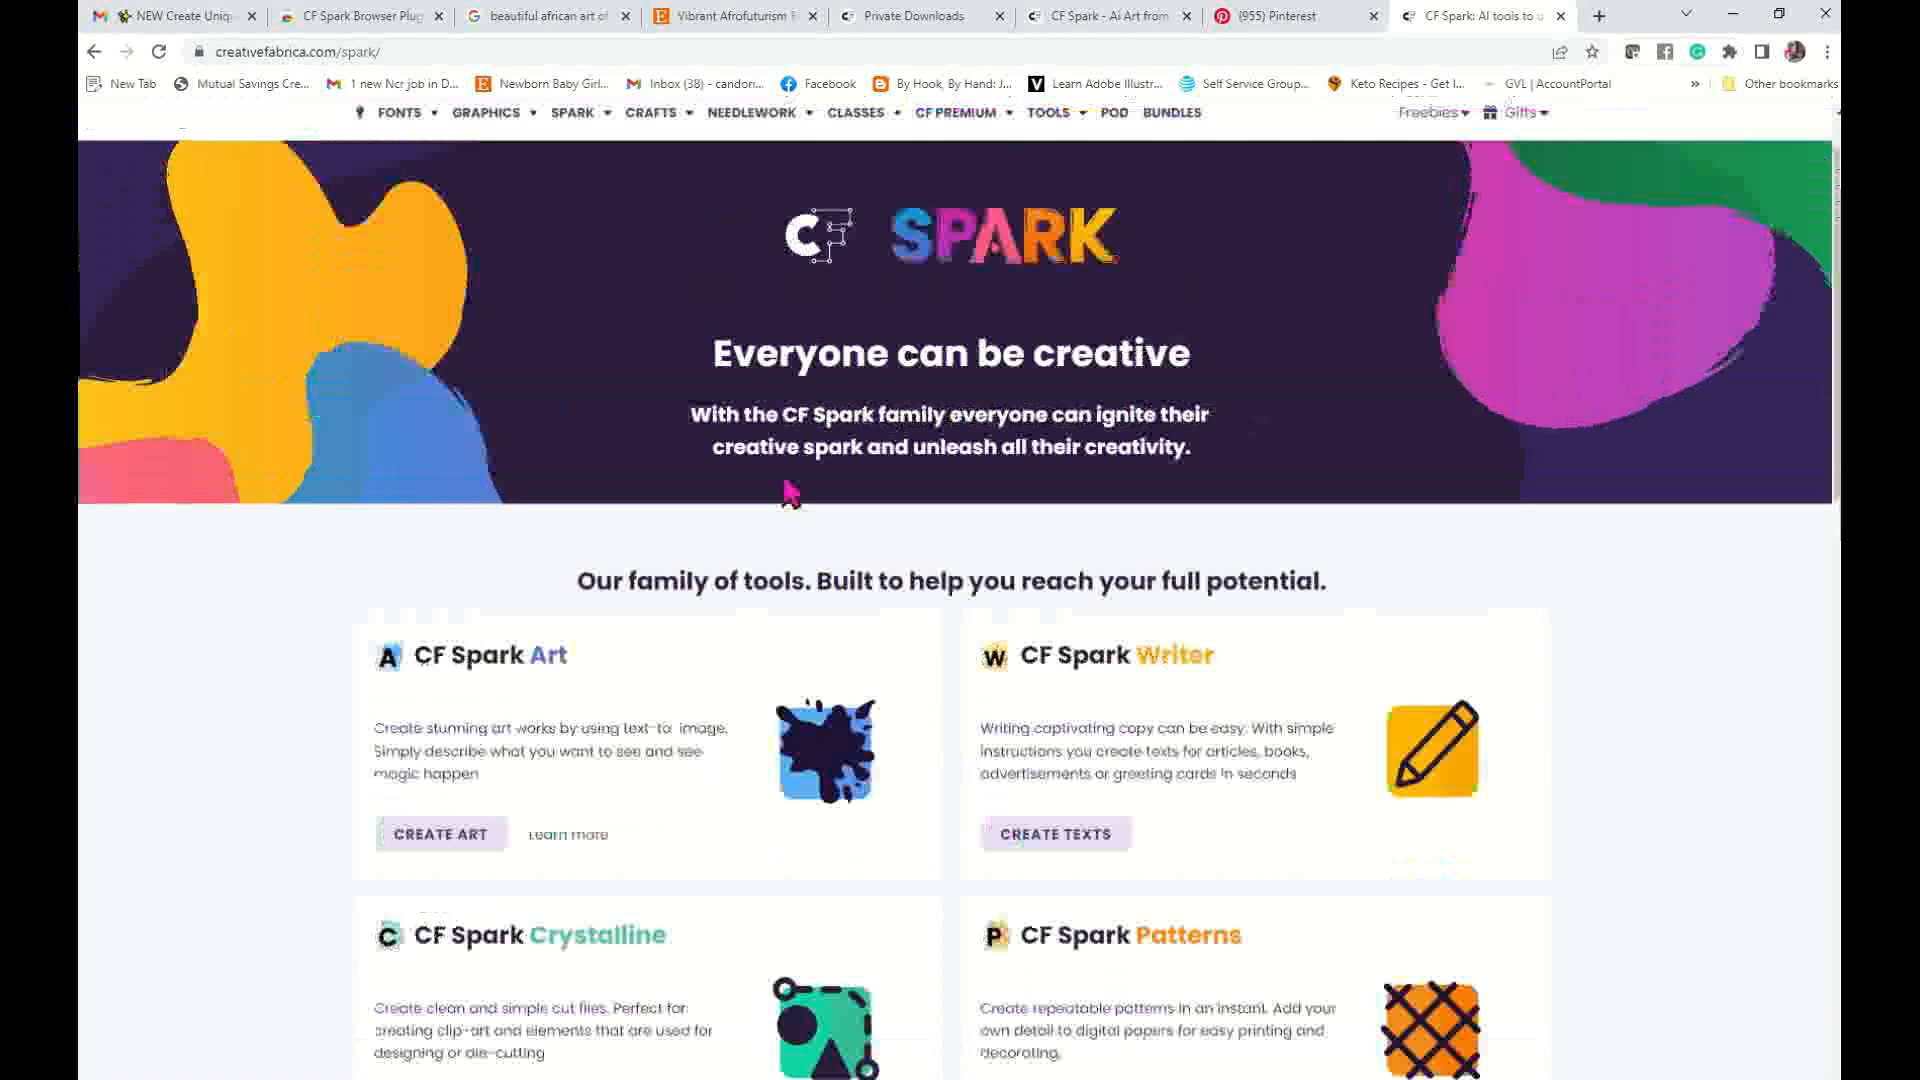 NEW Create Uniq
CF Spark Browser Plug
beautiful african art of
Vibrant Afrofuturism
Private Downloads
CF Spark - Ai Art from
(955) Pinterest
CF Spark: AI tools to u
creativefabrica.com/spark/
New Tab
Mutual Savings Cre...
1 new Ncr job in D...
Newborn Baby Girl...
Inbox (38) - candon...
Facebook
By Hook, By Hand: J...
Learn Adobe Illustr...
Self Service Group...
Keto Recipes - Get I...
GVL | AccountPortal
»
Other bookmarks
FONTS GRAPHICS SPARK CRAFTS NEEDLEWORK CLASSES CF PREMIUM TOOLS POD BUNDLES Freebies Gifts
CF SPARK
Everyone can be creative
With the CF Spark family everyone can ignite their
creative spark and unleash all their creativity.
Our family of tools. Built to help you reach your full potential.
A CF Spark Art
Create stunning art works by using text-to image.
Simply describe what you want to see and see
magic happen
CREATE ART Learn more
W CF Spark Writer
Writing captivating copy can be easy. With simple
instructions you create texts for articles, books,
advertisements or greeting cards in seconds
CREATE TEXTS
C CF Spark Crystalline
Create clean and simple cut files. Perfect for
creating clip-art and elements that are used for
designing or die-cutting
P CF Spark Patterns
Create repeatable patterns in an instant. Add your
own detail to digital papers for easy printing and
decorating.